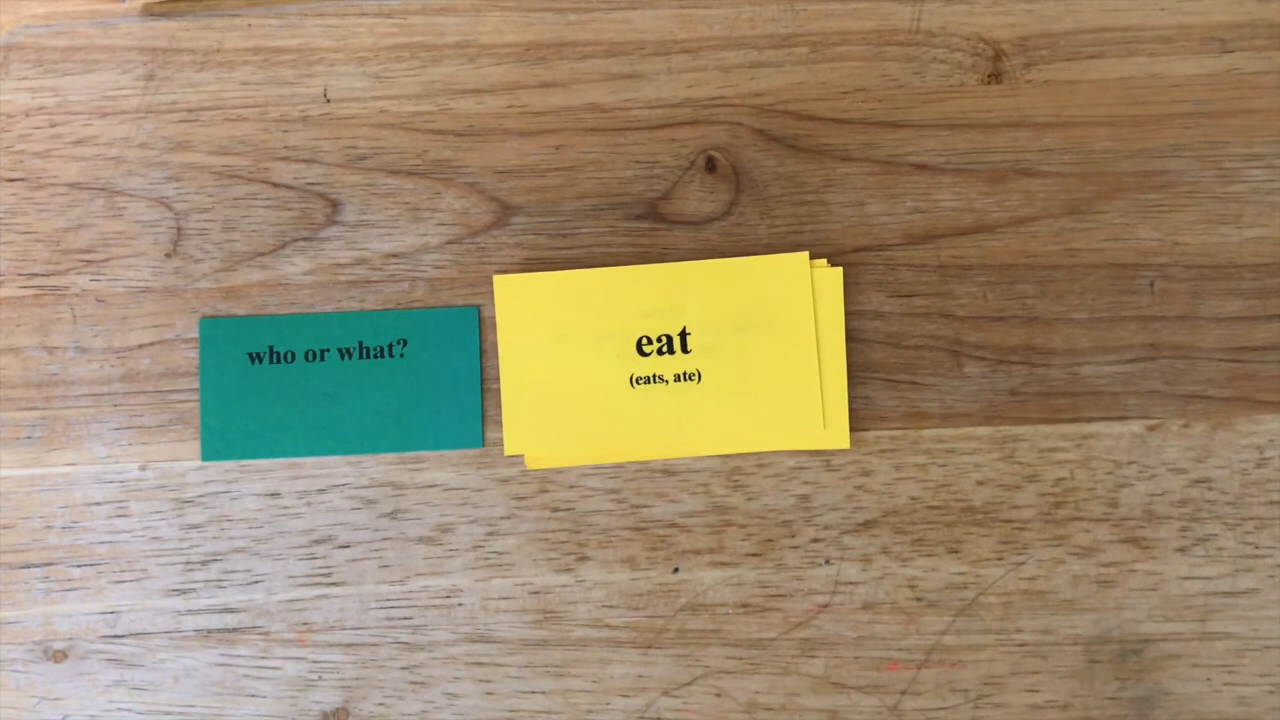 who or what?
eat
(eats, ate)